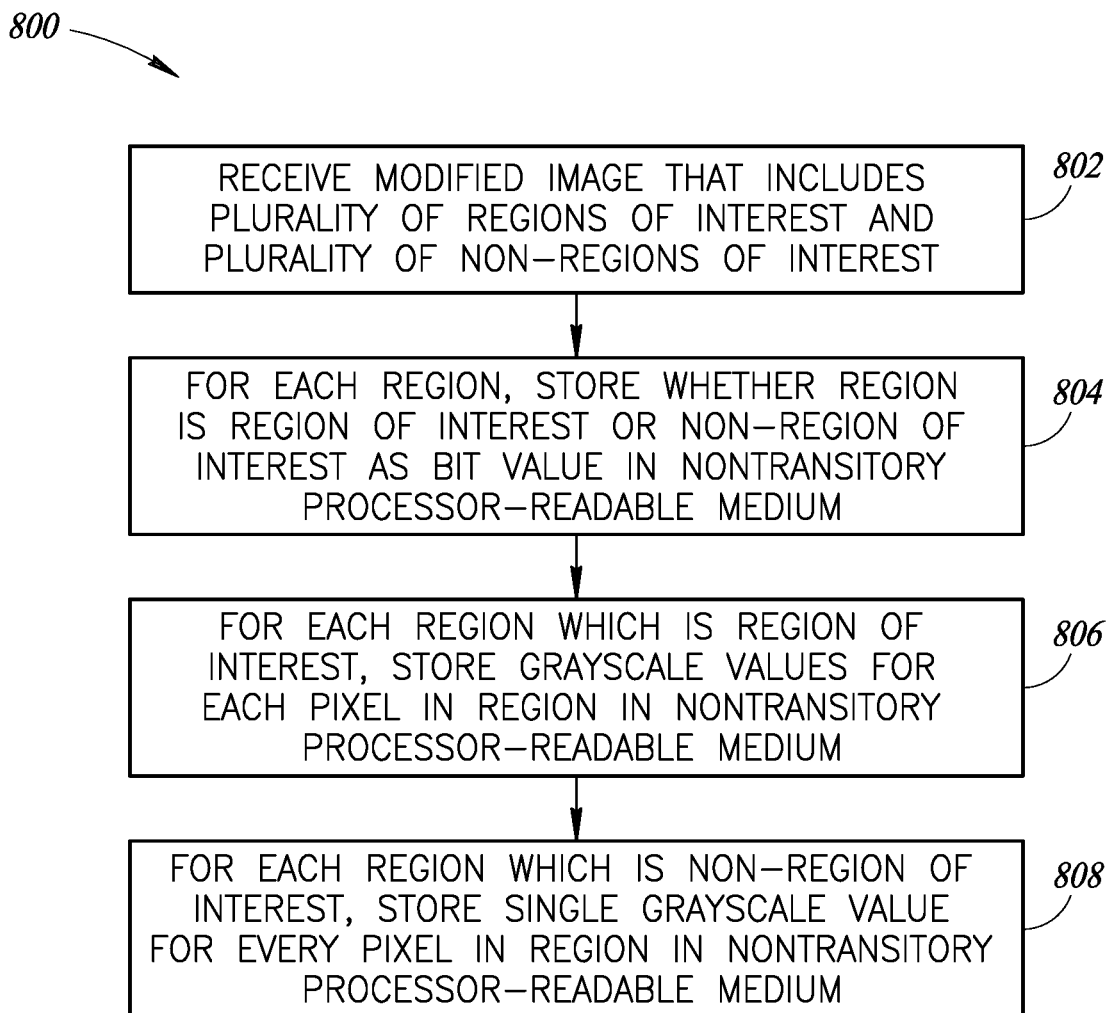 800
RECEIVE MODIFIED IMAGE THAT INCLUDES
PLURALITY OF REGIONS OF INTEREST AND
PLURALITY OF NON-REGIONS OF INTEREST
802
FOR EACH REGION, STORE WHETHER REGION
IS REGION OF INTEREST OR NON-REGION OF
INTEREST AS BIT VALUE IN NONTRANSITORY
PROCESSOR-READABLE MEDIUM
804
FOR EACH REGION WHICH IS REGION OF
INTEREST, STORE GRAYSCALE VALUES FOR
EACH PIXEL IN REGION IN NONTRANSITORY
PROCESSOR-READABLE MEDIUM
806
FOR EACH REGION WHICH IS NON-REGION OF
INTEREST, STORE SINGLE GRAYSCALE VALUE
FOR EVERY PIXEL IN REGION IN NONTRANSITORY
PROCESSOR-READABLE MEDIUM
808